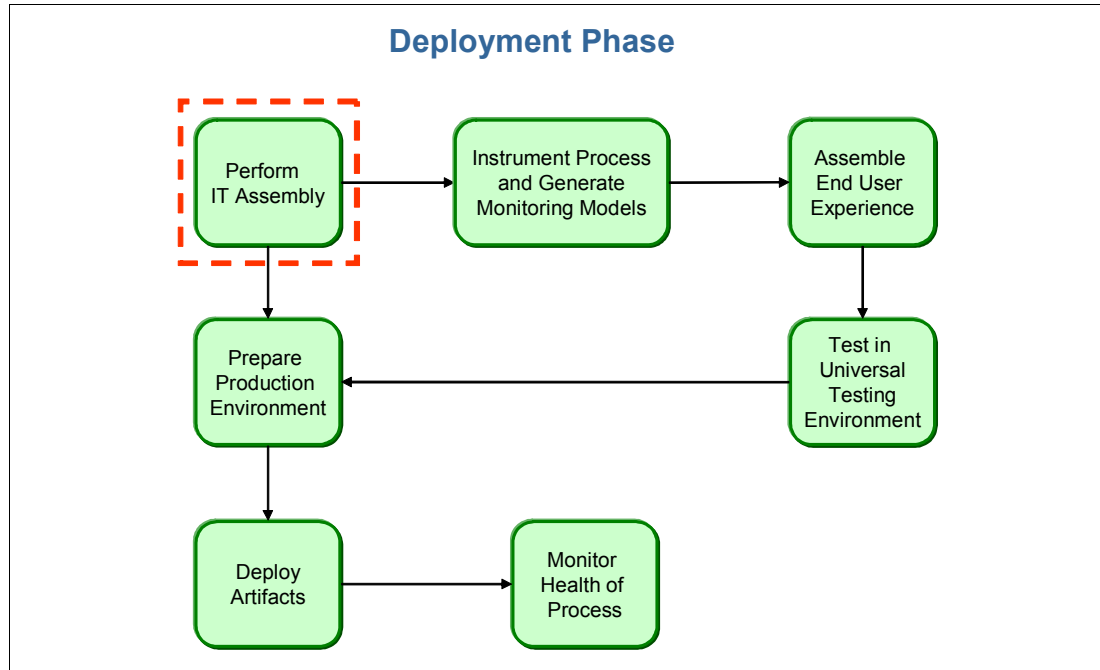 Deployment Phase
Perform
IT Assembly
Instrument Process
and Generate
Monitoring Models
Assemble
End User
Experience
Prepare
Production
Environment
Test in
Universal
Testing
Environment
Deploy
Artifacts
Monitor
Health of
Process